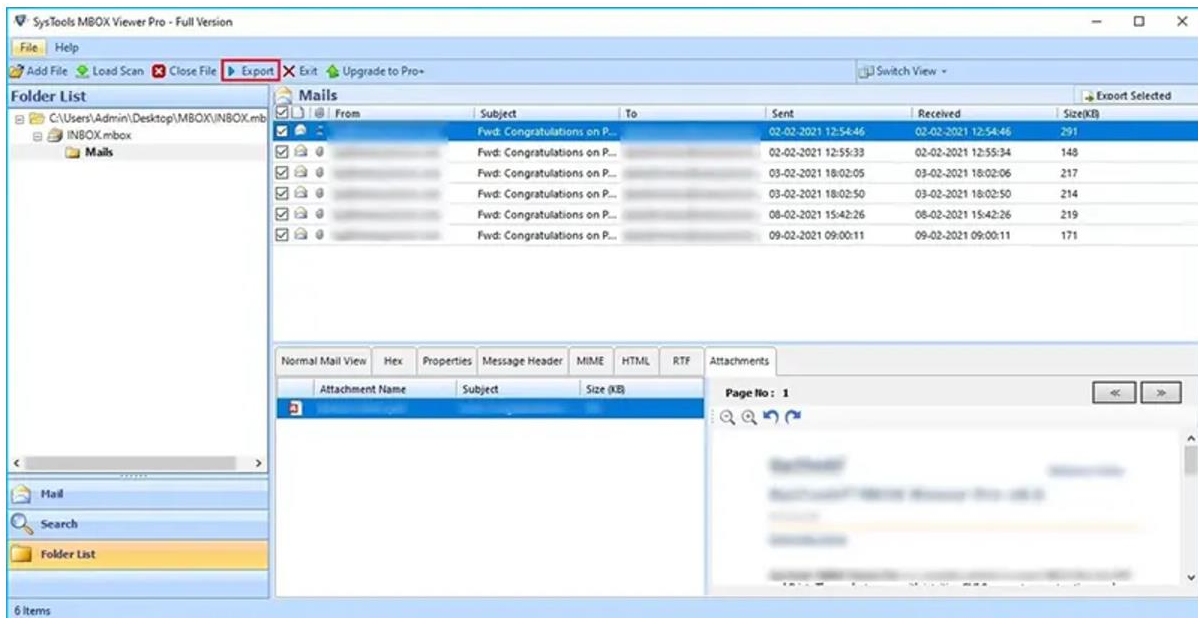 SysTools MBOX Viewer Pro - Full Version
File Help
Add File Load Scan Close File Export Exit Upgrade to Pro+ Switch View
Folder List
C:\Users\Admin\Desktop\MBOX\INBOX.mb
INBOX.mbox
Mails
Mails Export Selected
From Subject To Sent Received Size(KB)
Fwd: Congratulations on P... 02-02-2021 12:54:46 02-02-2021 12:54:46 291
Fwd: Congratulations on P... 02-02-2021 12:55:33 02-02-2021 12:55:34 148
Fwd: Congratulations on P... 03-02-2021 18:02:05 03-02-2021 18:02:06 217
Fwd: Congratulations on P... 03-02-2021 18:02:50 03-02-2021 18:02:50 214
Fwd: Congratulations on P... 08-02-2021 15:42:26 08-02-2021 15:42:26 219
Fwd: Congratulations on P... 09-02-2021 09:00:11 09-02-2021 09:00:11 171
Normal Mail View Hex Properties Message Header MIME HTML RTF Attachments
Attachment Name Subject Size (KB)
Page No : 1
Mail
Search
Folder List
6 Items